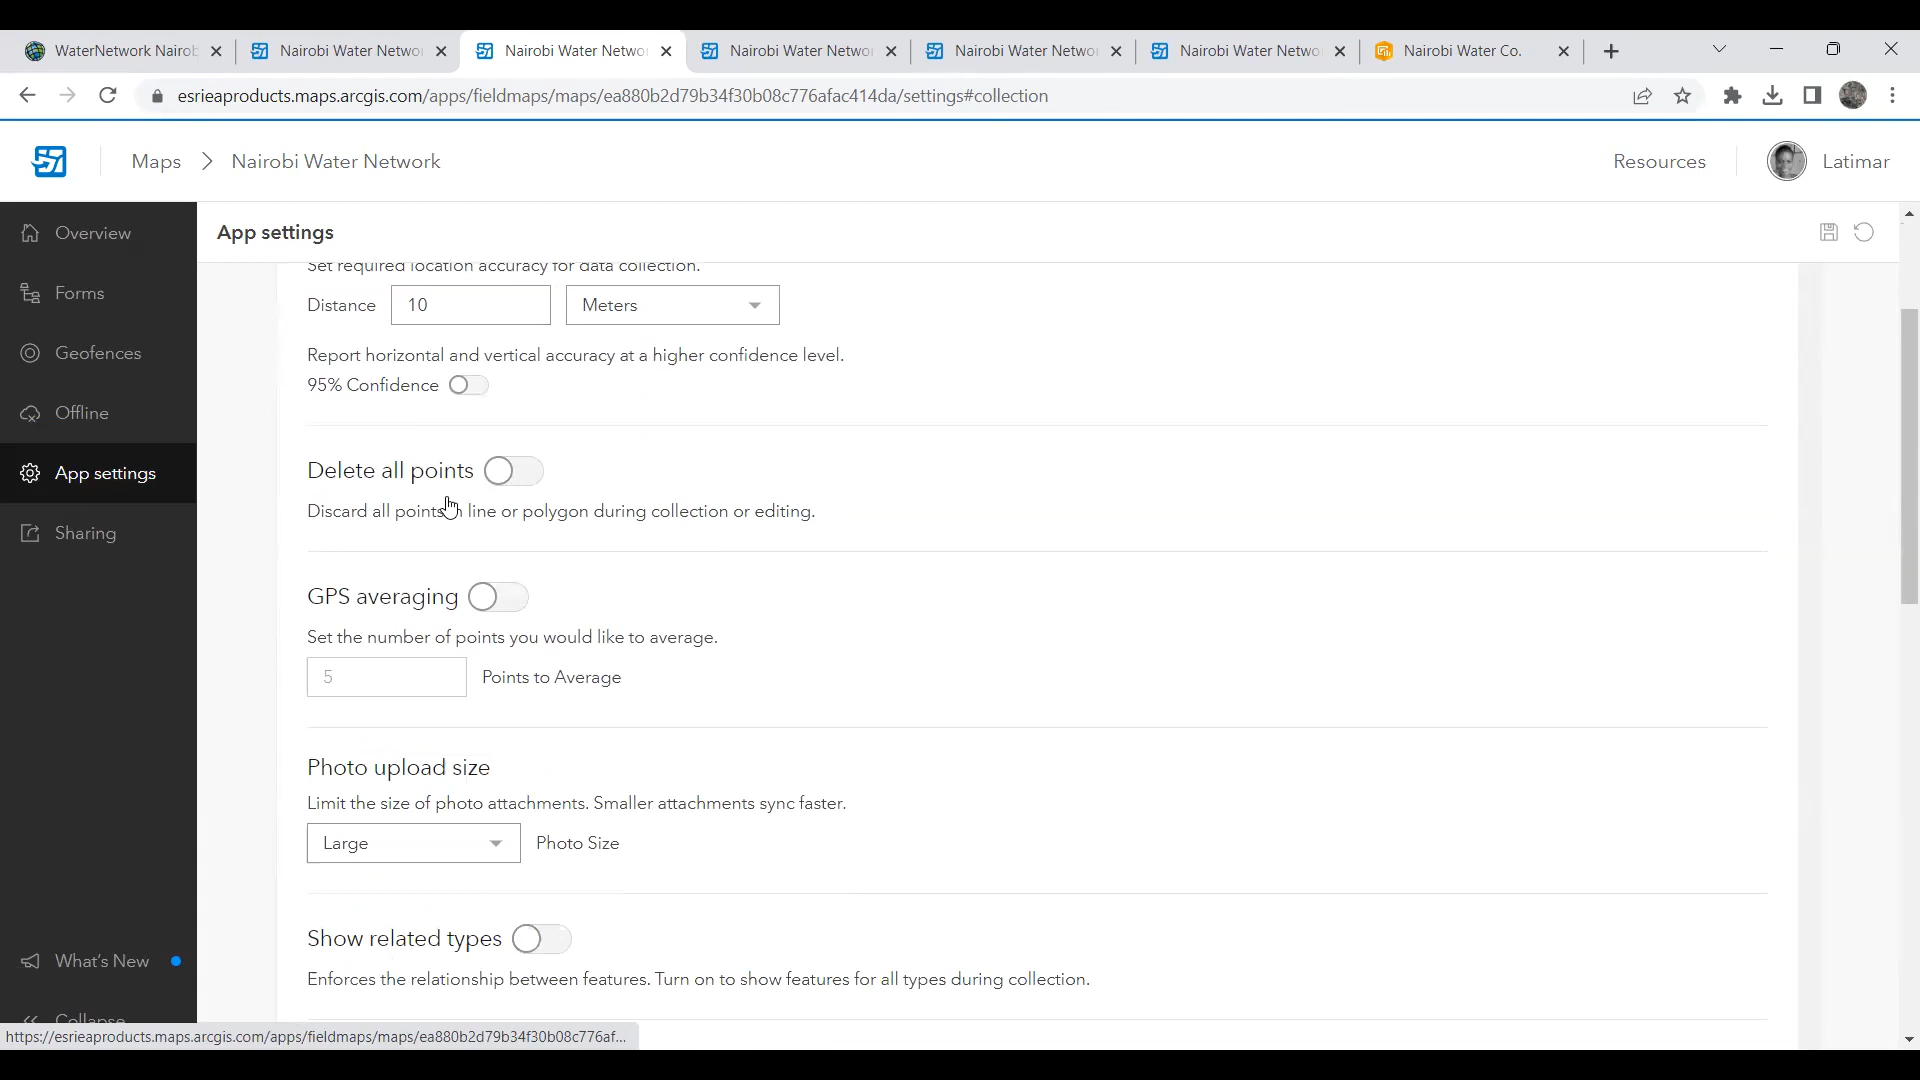 WaterNetwork Nairob
Nairobi Water Netwo
Nairobi Water Netwo
Nairobi Water Netwo
Nairobi Water Netwo
Nairobi Water Netwo
Nairobi Water Co.
esrieaproducts.maps.arcgis.com/apps/fieldmaps/maps/ea880b2d79b34f30b08c776afac414da/settings#collection
Maps > Nairobi Water Network
Resources
Latimar
Overview
Forms
Geofences
Offline
App settings
Sharing
What's New
Collapse
App settings
Set required location accuracy for data collection.
Distance 10 Meters
Report horizontal and vertical accuracy at a higher confidence level.
95% Confidence
Delete all points
Discard all points line or polygon during collection or editing.
GPS averaging
Set the number of points you would like to average.
5 Points to Average
Photo upload size
Limit the size of photo attachments. Smaller attachments sync faster.
Large Photo Size
Show related types
Enforces the relationship between features. Turn on to show features for all types during collection.
https://esrieaproducts.maps.arcgis.com/apps/fieldmaps/maps/ea880b2d79b34f30b08c776af...